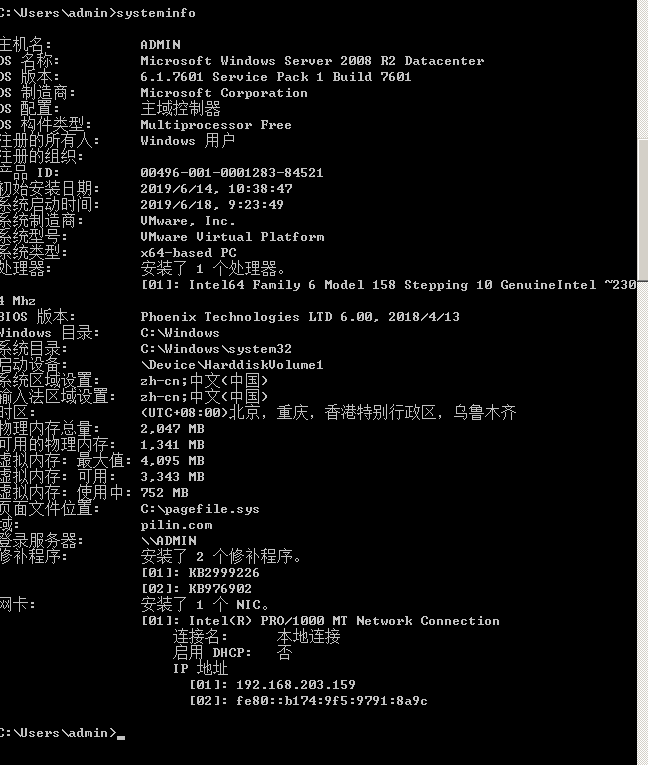 C:\Users\admin>systeminfo
主机名: ADMIN
OS 名称: Microsoft Windows Server 2008 R2 Datacenter
OS 版本: 6.1.7601 Service Pack 1 Build 7601
OS 制造商: Microsoft Corporation
OS 配置: 主域控制器
OS 构件类型: Multiprocessor Free
注册的所有人: Windows 用户
注册的组织:
产品 ID: 00496-001-0001283-84521
初始安装日期: 2019/6/14, 10:38:47
系统启动时间: 2019/6/18, 9:23:49
系统制造商: VMware, Inc.
系统型号: VMware Virtual Platform
系统类型: x64-based PC
处理器: 安装了 1 个处理器。
[01]: Intel64 Family 6 Model 158 Stepping 10 GenuineIntel ~230
4 Mhz
BIOS 版本: Phoenix Technologies LTD 6.00, 2018/4/13
Windows 目录: C:\Windows
系统目录: C:\Windows\system32
启动设备: \Device\HarddiskVolume1
系统区域设置: zh-cn;中文(中国)
输入法区域设置: zh-cn;中文(中国)
时区: (UTC+08:00)北京，重庆，香港特别行政区，乌鲁木齐
物理内存总量: 2,047 MB
可用的物理内存: 1,341 MB
虚拟内存: 最大值: 4,095 MB
虚拟内存: 可用: 3,343 MB
虚拟内存: 使用中: 752 MB
页面文件位置: C:\pagefile.sys
域: pilin.com
登录服务器: \\ADMIN
修补程序: 安装了 2 个修补程序。
[01]: KB2999226
[02]: KB976902
网卡: 安装了 1 个 NIC。
[01]: Intel(R) PRO/1000 MT Network Connection
连接名: 本地连接
启用 DHCP: 否
IP 地址
[01]: 192.168.203.159
[02]: fe80::b174:9f5:9791:8a9c
C:\Users\admin>_